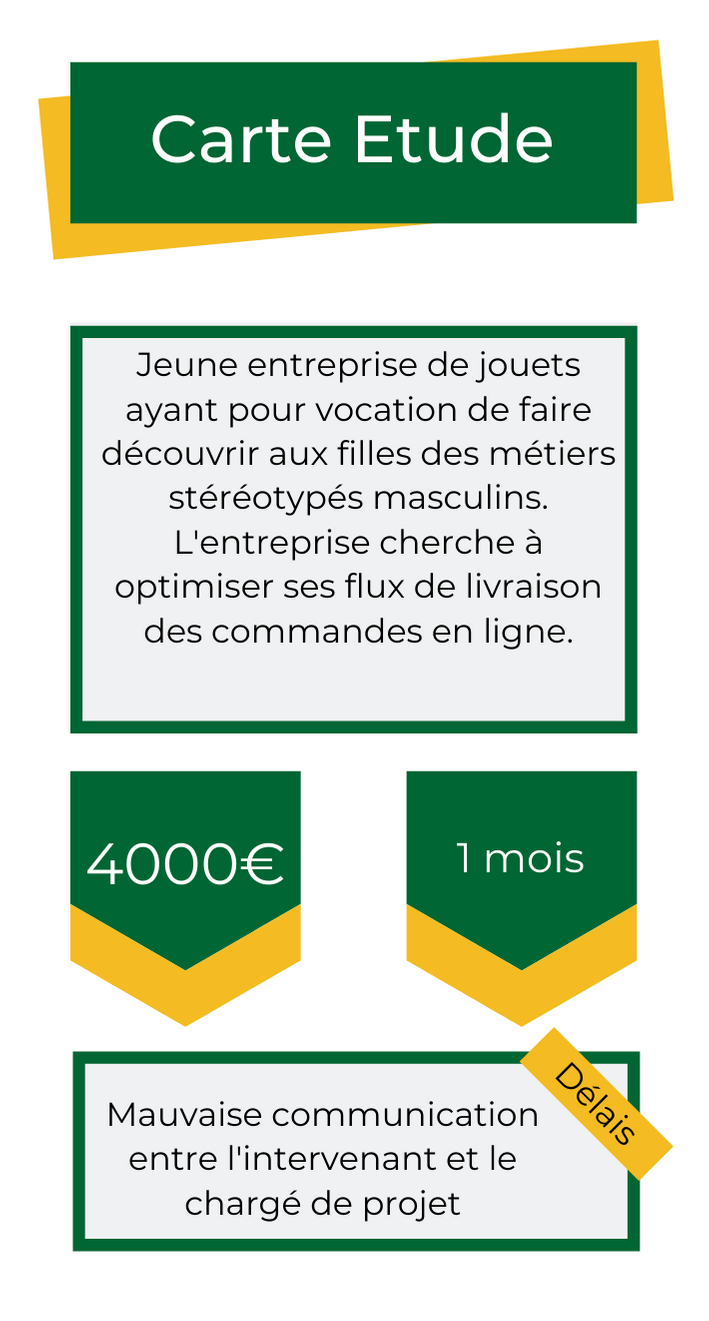 Carte Etude
Jeune entreprise de jouets
ayant pour vocation de faire
découvrir aux filles des métiers
stéréotypés masculins.
L'entreprise cherche à
optimiser ses flux de livraison
des commandes en ligne.
4000€
1 mois
Délais
Mauvaise communication
entre l'intervenant et le
chargé de projet